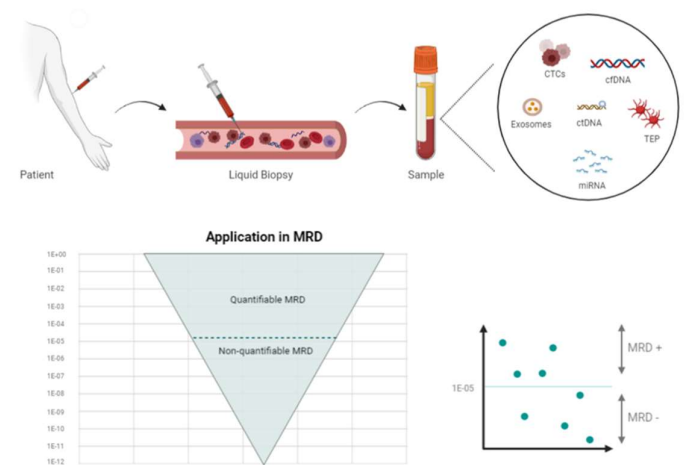 CTCs
cfDNA
Exosomes
ctDNA
TEP
miRNA
Patient
Liquid Biopsy
Sample
Application in MRD
1E+00
1E-01
1E-02
1E-03
1E-04
1E-05
1E-06
1E-07
1E-08
1E-09
1E-10
1E-11
1E-12
Quantifiable MRD
Non-quantifiable MRD
1E-05
MRD +
MRD -